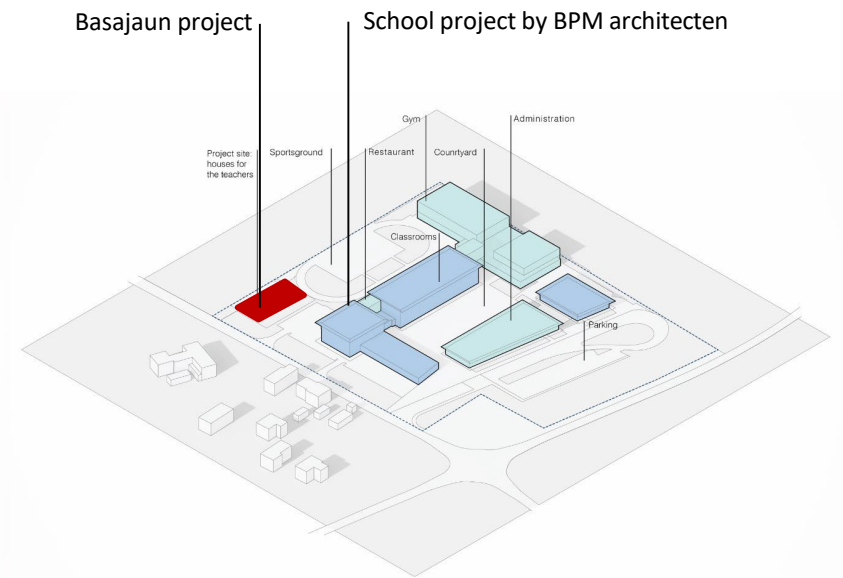 Basajaun project
School project by BPM architecten
Gym
Administration
Project site:
houses for
the teachers
Sportsground
Restaurant
Counrtyard
Classrooms
Parking